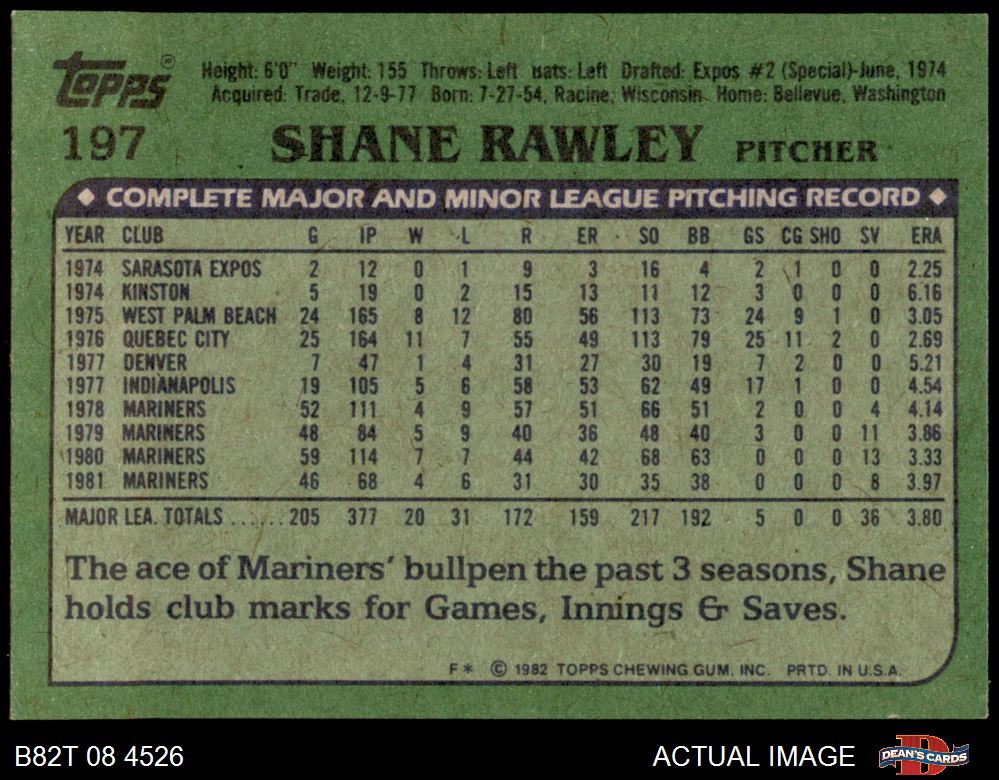 Topps®
Height: 6'0" Weight: 155 Throws: Left Bats: Left Drafted: Expos #2 (Special)-June, 1974
Acquired: Trade, 12-9-77 Born: 7-27-54, Racine, Wisconsin Home: Bellevue, Washington
197 SHANE RAWLEY PITCHER
◆ COMPLETE MAJOR AND MINOR LEAGUE PITCHING RECORD ◆
YEAR CLUB G IP W L R ER SO BB GS CG SHO SV ERA
1974 SARASOTA EXPOS 2 12 0 1 9 3 16 4 2 1 0 0 2.25
1974 KINSTON 5 19 0 2 15 13 11 12 3 0 0 0 6.16
1975 WEST PALM BEACH 24 165 8 12 80 56 113 73 24 9 1 0 3.05
1976 QUEBEC CITY 25 164 11 7 55 49 113 79 25 11 2 0 2.69
1977 DENVER 7 47 1 4 31 27 30 19 7 2 0 0 5.21
1977 INDIANAPOLIS 19 105 5 6 58 53 62 49 17 1 0 0 4.54
1978 MARINERS 52 111 4 9 57 51 66 51 2 0 0 4 4.14
1979 MARINERS 48 84 5 9 40 36 48 40 3 0 0 11 3.86
1980 MARINERS 59 114 7 7 44 42 68 63 0 0 0 13 3.33
1981 MARINERS 46 68 4 6 31 30 35 38 0 0 0 8 3.97
MAJOR LEA. TOTALS ...... 205 377 20 31 172 159 217 192 5 0 0 36 3.80
The ace of Mariners' bullpen the past 3 seasons, Shane
holds club marks for Games, Innings & Saves.
F* © 1982 TOPPS CHEWING GUM, INC. PRTD. IN U.S.A.
B82T 08 4526 ACTUAL IMAGE DEAN'S CARDS